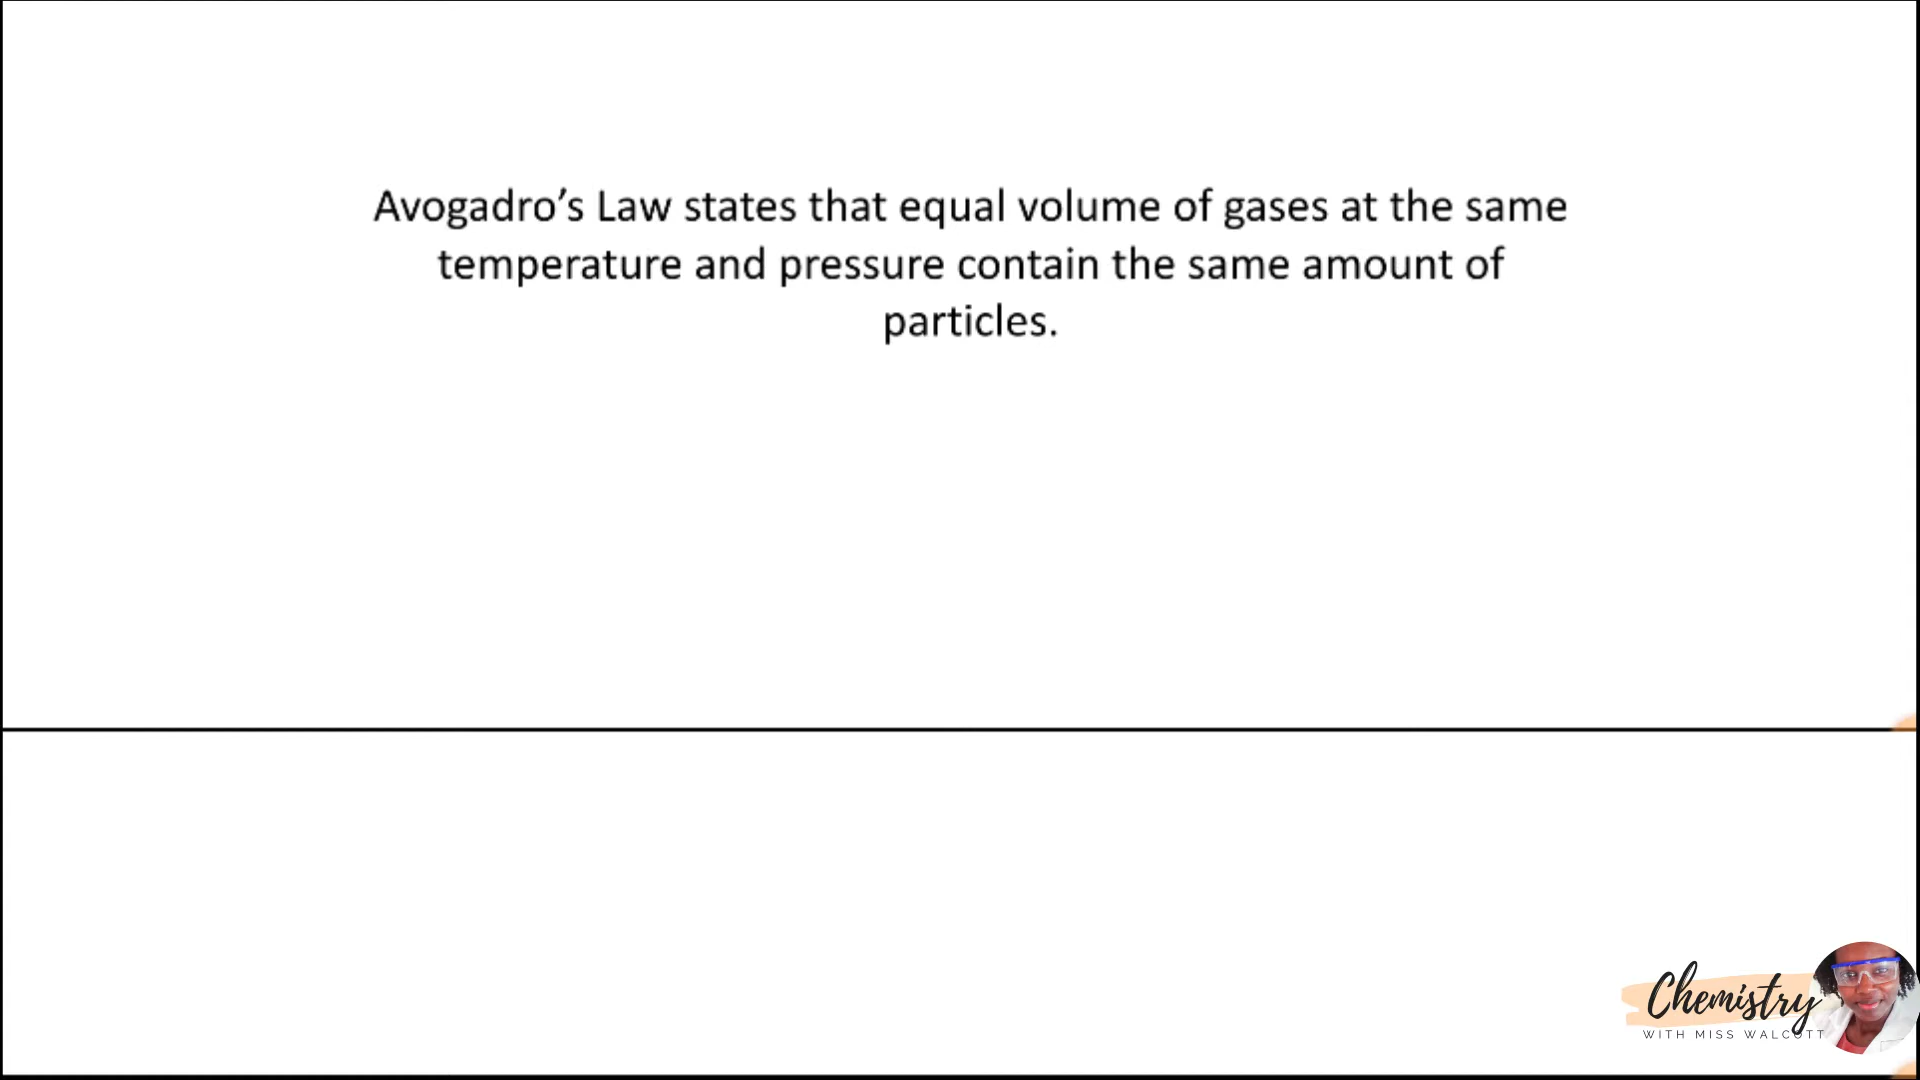 Avogadro’s Law states that equal volume of gases at the same
temperature and pressure contain the same amount of
particles.
Chemistry
WITH MISS WALCOTT